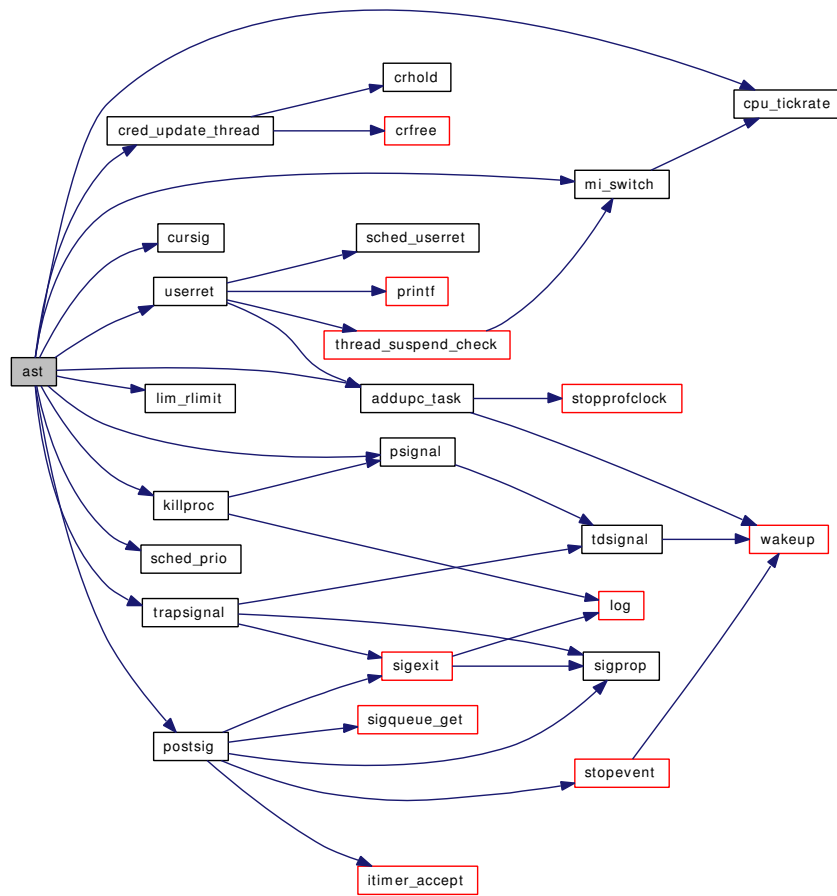 crhold
cpu_tickrate
cred_update_thread
crfree
mi_switch
cursig
sched_userret
userret
printf
thread_suspend_check
ast
lim_rlimit
addupc_task
stopprofclock
psignal
killproc
tdsignal
wakeup
sched_prio
trapsignal
log
sigexit
sigprop
sigqueue_get
postsig
stopevent
itimer_accept